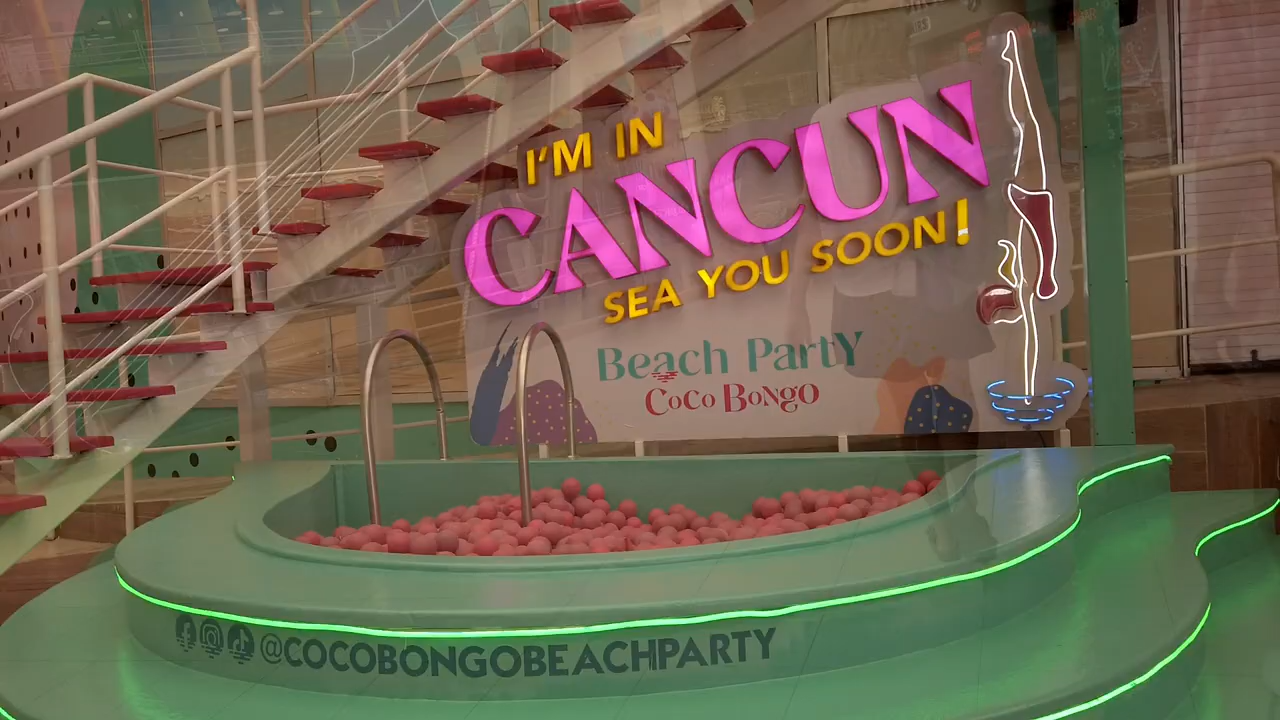 I'M IN
CANCUN
SEA YOU SOON!
Beach Party
Coco Bongo
@COCOBONGOBEACHPARTY